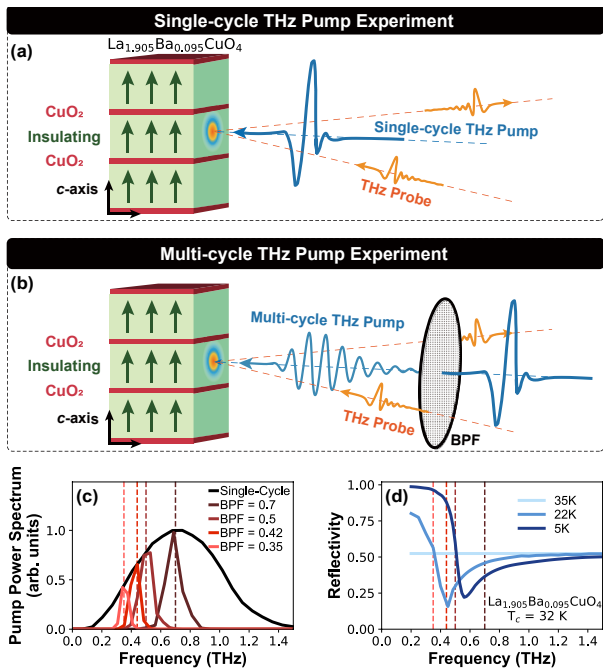 Single-cycle THz Pump Experiment
(a)
La₁.₉₀₅Ba₀.₀₉₅CuO₄
CuO₂
Insulating
CuO₂
c-axis
Single-cycle THz Pump
THz Probe
Multi-cycle THz Pump Experiment
(b)
CuO₂
Insulating
CuO₂
c-axis
Multi-cycle THz Pump
THz Probe
BPF
(c)
Pump Power Spectrum
(arb. units)
1.0
0.5
0.0
Single-Cycle
BPF = 0.7
BPF = 0.5
BPF = 0.42
BPF = 0.35
0.0 0.2 0.4 0.6 0.8 1.0 1.2 1.4
Frequency (THz)
(d)
Reflectivity
1.00
0.75
0.50
0.25
0.00
35K
22K
5K
La₁.₉₀₅Ba₀.₀₉₅CuO₄
T_c = 32 K
0.0 0.2 0.4 0.6 0.8 1.0 1.2 1.4
Frequency (THz)